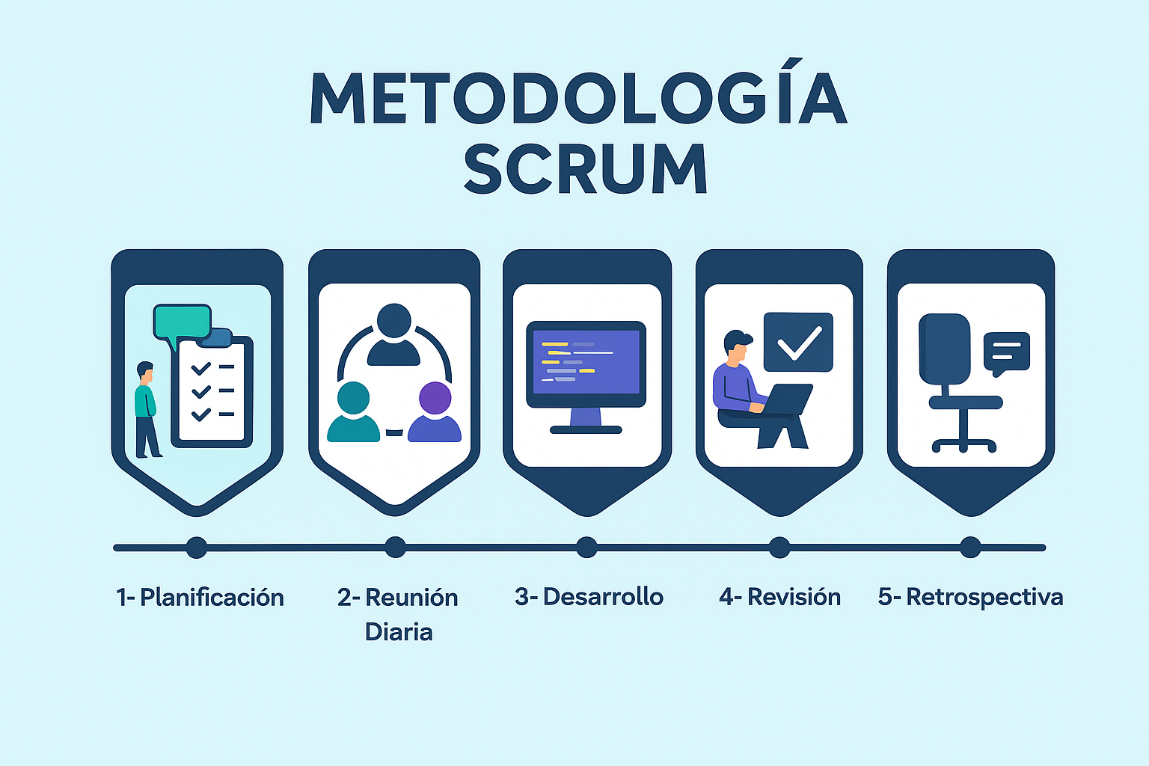 METODOLOGÍA
SCRUM
1- Planificación
2- Reunión
Diaria
3- Desarrollo
4- Revisión
5- Retrospectiva